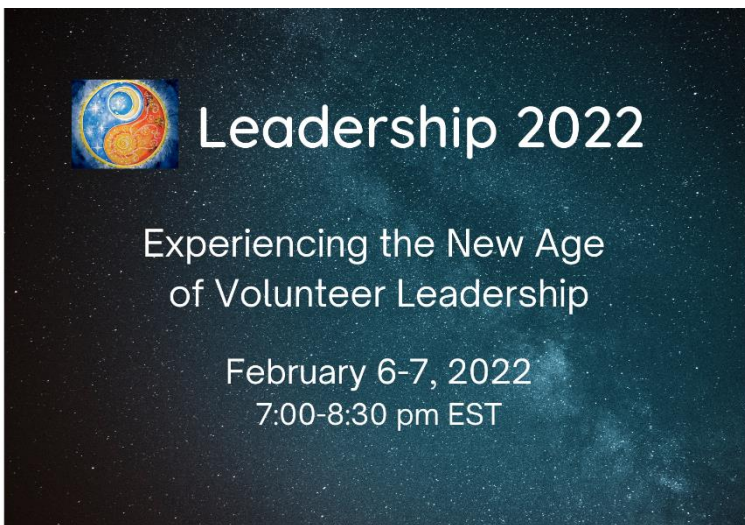 Leadership 2022
Experiencing the New Age
of Volunteer Leadership
February 6-7, 2022
7:00-8:30 pm EST